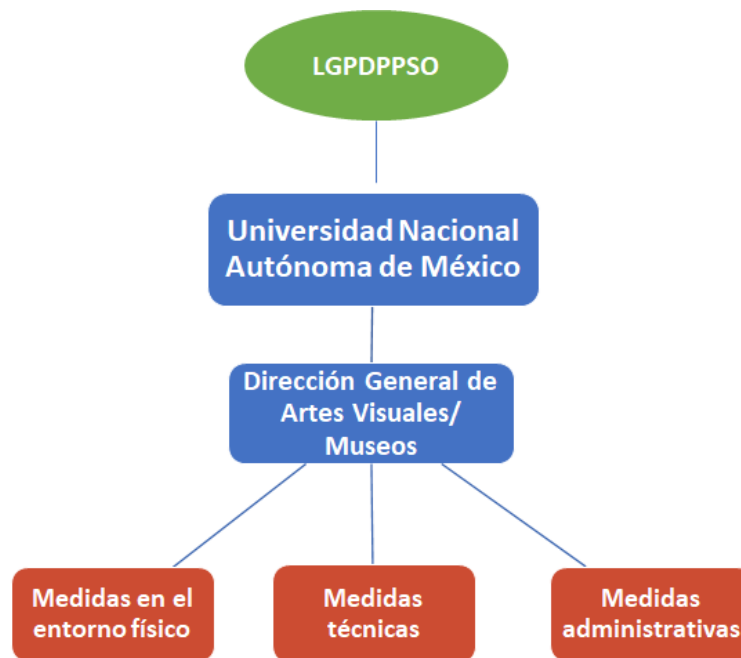 LGPDPPSO
Universidad Nacional
Autónoma de México
Dirección General de
Artes Visuales/
Museos
Medidas en el
entorno físico
Medidas
técnicas
Medidas
administrativas